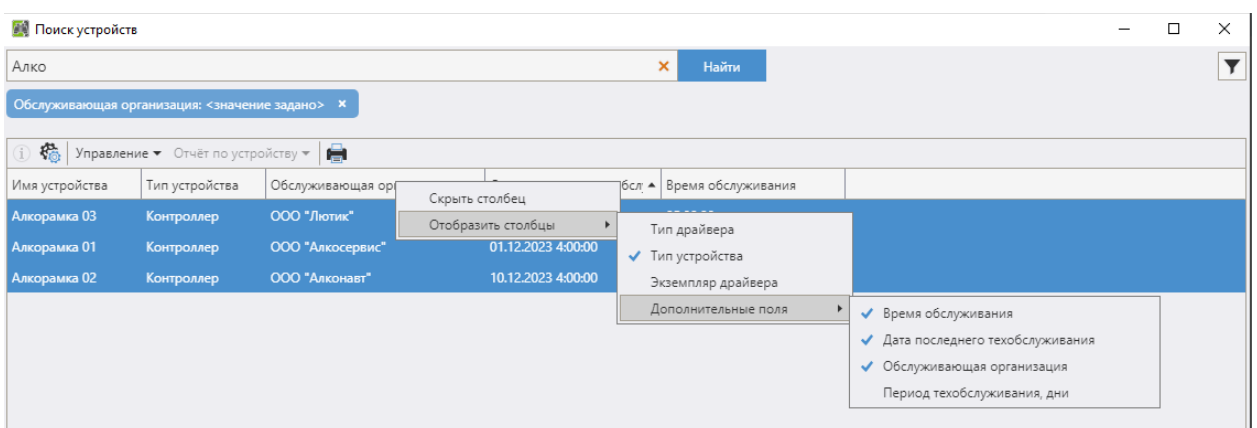 Поиск устройств
Алко
Найти
Обслуживающая организация: <значение задано> ×
Управление Отчёт по устройству
Имя устройства Тип устройства Обслуживающая Время обслуживания
Скрыть столбец
Алкорамка 03 Контроллер ООО "Лютик"
Отобразить столбцы
Тип драйвера
Алкорамка 01 Контроллер ООО "Алкосервис" 01.12.2023 4:00:00
Тип устройства
Алкорамка 02 Контроллер ООО "Алконавт" 10.12.2023 4:00:00
Экземпляр драйвера
Дополнительные поля
Время обслуживания
Дата последнего техобслуживания
Обслуживающая организация
Период техобслуживания, дни